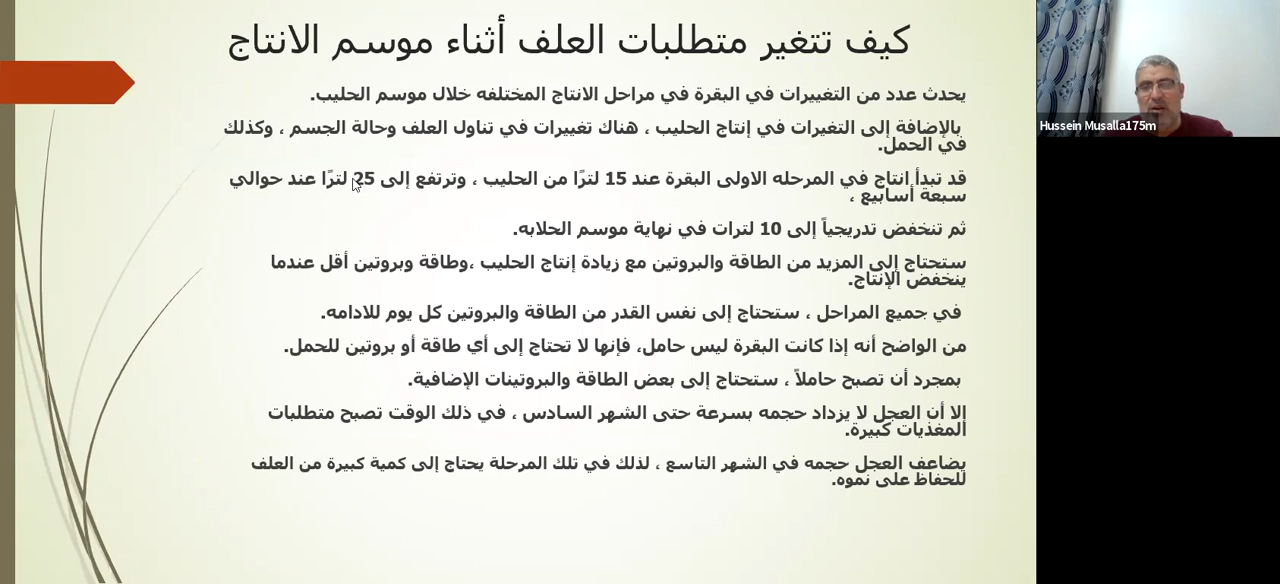 كيف تتغير متطلبات العلف أثناء موسم الانتاج
يحدث عدد من التغييرات في البقرة في مراحل الانتاج المختلفه خلال موسم الحليب.
بالإضافة إلى التغيرات في إنتاج الحليب ، هناك تغييرات في تناول العلف وحالة الجسم ، وكذلك
في الحمل.
قد تبدأ انتاج في المرحله الاولى البقرة عند 15 لترًا من الحليب ، وترتفع إلى 25 لترًا عند حوالي
سبعة أسابيع ،
ثم تنخفض تدريجياً إلى 10 لترات في نهاية موسم الحلابه.
ستحتاج إلى المزيد من الطاقة والبروتين مع زيادة إنتاج الحليب ،وطاقة وبروتين أقل عندما
ينخفض الإنتاج.
في جميع المراحل ، ستحتاج إلى نفس القدر من الطاقة والبروتين كل يوم للادامه.
من الواضح أنه إذا كانت البقرة ليس حامل، فإنها لا تحتاج إلى أي طاقة أو بروتين للحمل.
بمجرد أن تصبح حاملاً ، ستحتاج إلى بعض الطاقة والبروتينات الإضافية.
إلا أن العجل لا يزداد حجمه بسرعة حتى الشهر السادس ، في ذلك الوقت تصبح متطلبات
المغذيات كبيرة.
يضاعف العجل حجمه في الشهر التاسع ، لذلك في تلك المرحلة يحتاج إلى كمية كبيرة من العلف
للحفاظ على نموه.
Hussein Musalla175m